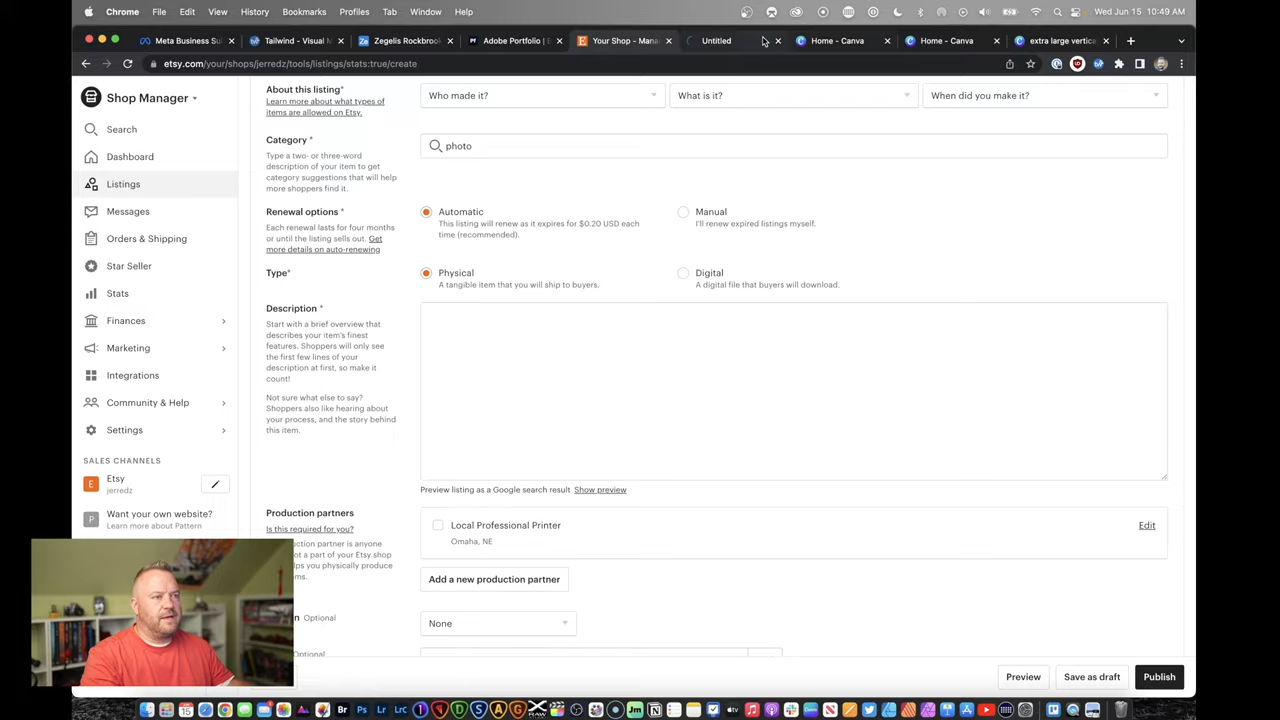 Chrome File Edit View History Bookmarks Profiles Tab Window Help Wed Jun 15 10:49 AM
Meta Business Su Tailwind - Visual M Zegelis Rockbrook Adobe Portfolio | B Your Shop - Mana Untitled Home - Canva Home - Canva extra large vertica
etsy.com/your/shops/jerredz/tools/listings/stats:true/create
Shop Manager
Search
Dashboard
Listings
Messages
Orders & Shipping
Star Seller
Stats
Finances
Marketing
Integrations
Community & Help
Settings
SALES CHANNELS
Etsy
jerredz
Want your own website?
Learn more about Pattern
About this listing*
Learn more about what types of
items are allowed on Etsy.
Who made it? What is it? When did you make it?
Category *
Type a two- or three-word
description of your item to get
category suggestions that will help
more shoppers find it.
photo
Renewal options *
Each renewal lasts for four months
or until the listing sells out. Get
more details on auto-renewing
Automatic
This listing will renew as it expires for $0.20 USD each
time (recommended).
Manual
I'll renew expired listings myself.
Type*
Physical
A tangible item that you will ship to buyers.
Digital
A digital file that buyers will download.
Description *
Start with a brief overview that
describes your item's finest
features. Shoppers will only see
the first few lines of your
description at first, so make it
count!
Not sure what else to say?
Shoppers also like hearing about
your process, and the story behind
this item.
Preview listing as a Google search result Show preview
Production partners
Is this required for you?
Local Professional Printer
Omaha, NE
Edit
Add a new production partner
Optional
None
Optional
Preview Save as draft Publish